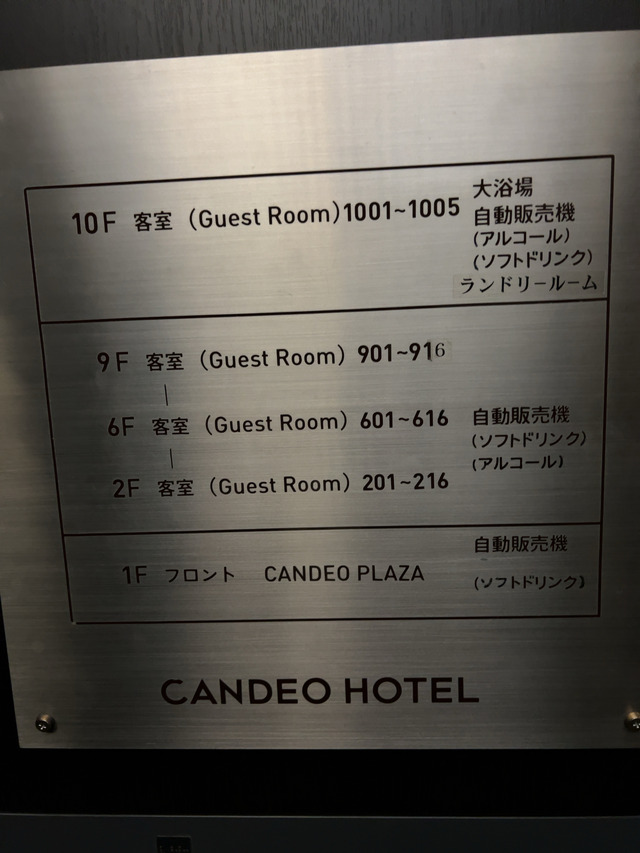 10F 客室 (Guest Room) 1001~1005 大浴場
自動販売機
(アルコール)
(ソフトドリンク)
ランドリールーム
9F 客室 (Guest Room) 901~916
|
6F 客室 (Guest Room) 601~616 自動販売機
(ソフトドリンク)
|
(アルコール)
2F 客室 (Guest Room) 201~216
1F フロント CANDEO PLAZA 自動販売機
(ソフトドリンク)
CANDEO HOTEL